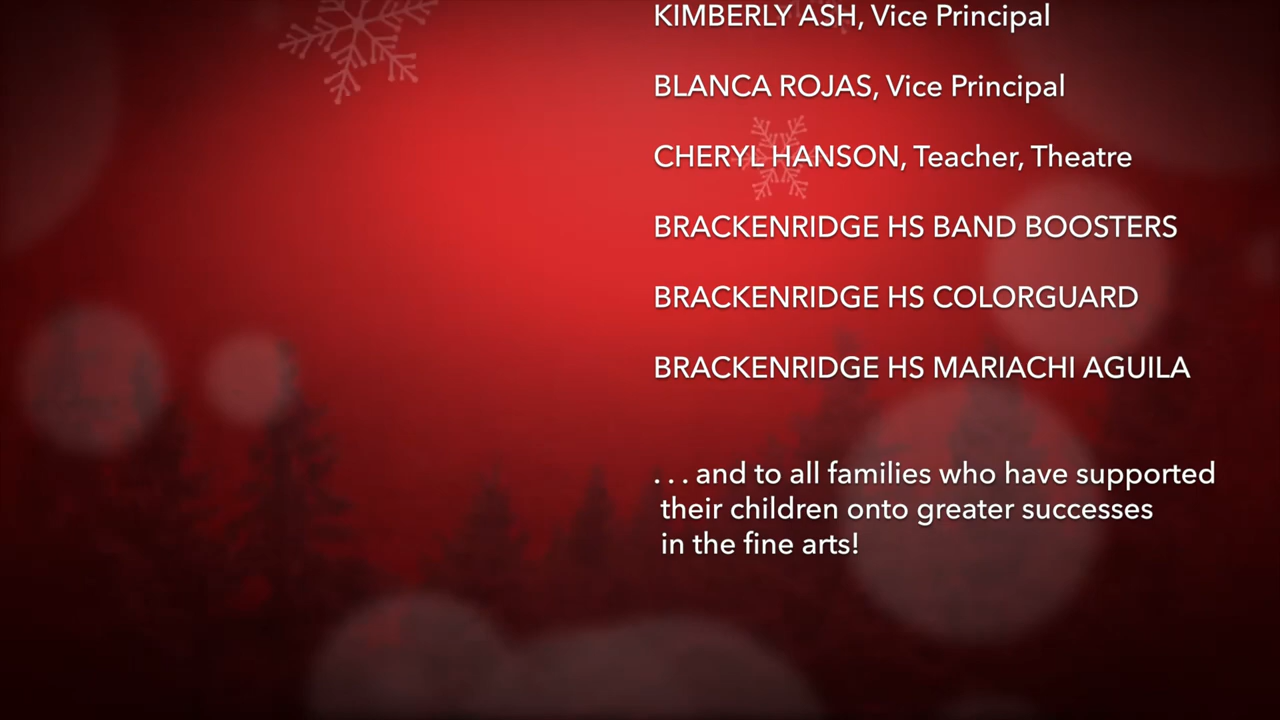 KIMBERLY ASH, Vice Principal
BLANCA ROJAS, Vice Principal
CHERYL HANSON, Teacher, Theatre
BRACKENRIDGE HS BAND BOOSTERS
BRACKENRIDGE HS COLORGUARD
BRACKENRIDGE HS MARIACHI AGUILA
. . . and to all families who have supported
their children onto greater successes
in the fine arts!